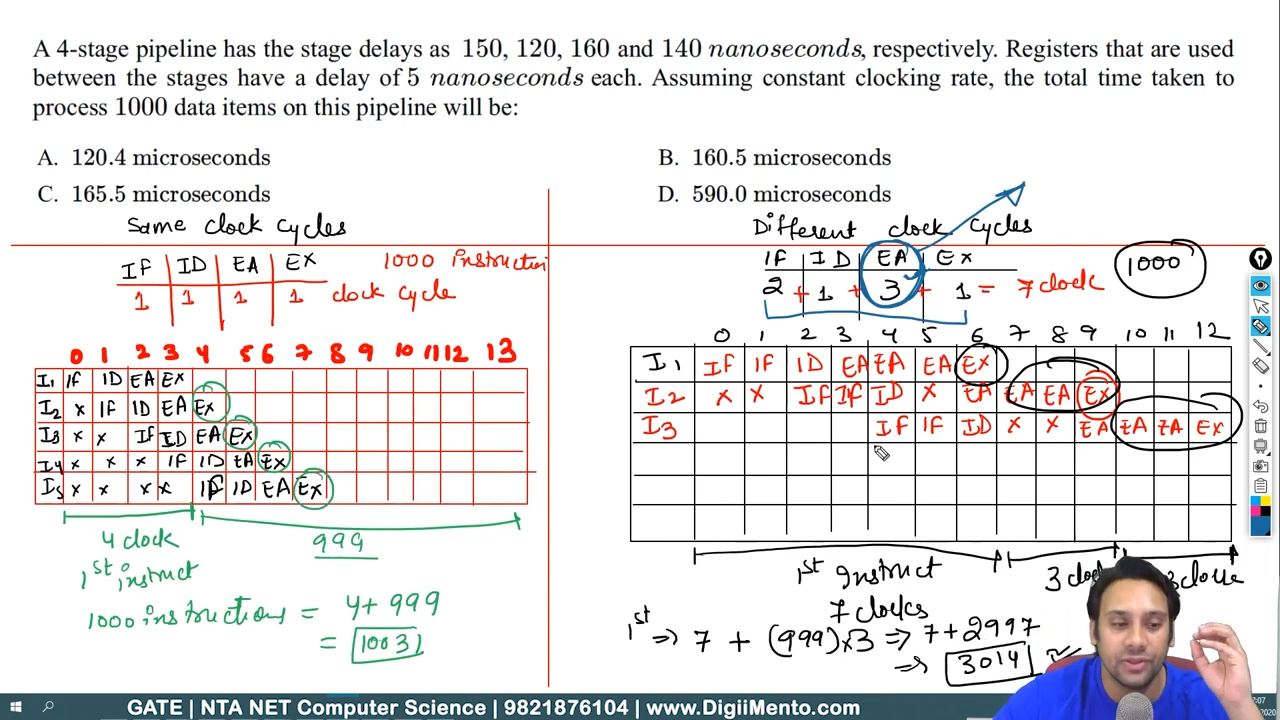 A 4-stage pipeline has the stage delays as 150, 120, 160 and 140 nanoseconds, respectively. Registers that are used
between the stages have a delay of 5 nanoseconds each. Assuming constant clocking rate, the total time taken to
process 1000 data items on this pipeline will be:
A. 120.4 microseconds
B. 160.5 microseconds
C. 165.5 microseconds
D. 590.0 microseconds
Same clock cycles
IF ID EA EX 1000 instruction
1 1 1 1 clock cycle
0 1 2 3 4 5 6 7 8 9 10 11 12 13
I1 IF ID EA EX
I2 x IF ID EA EX
I3 x x IF ID EA EX
I4 x x x IF ID EA EX
I5 x x x x IF ID EA EX
4 clock 999
1st instruct
1000 instructions = 4 + 999
= 1003
Different clock cycles
IF ID EA EX
2 + 1 + 3 + 1 = 7 clock
1000
0 1 2 3 4 5 6 7 8 9 10 11 12
I1 IF IF ID EA EA EA EX
I2 x x IF IF ID x EA EA EA EX
I3 IF IF ID x x EA EA EA EX
1st Instruct 3
7 clocks
1st => 7 + (999)x3 => 7+2997
=> 3014
GATE | NTA NET Computer Science | 9821876104 | www.DigiiMento.com